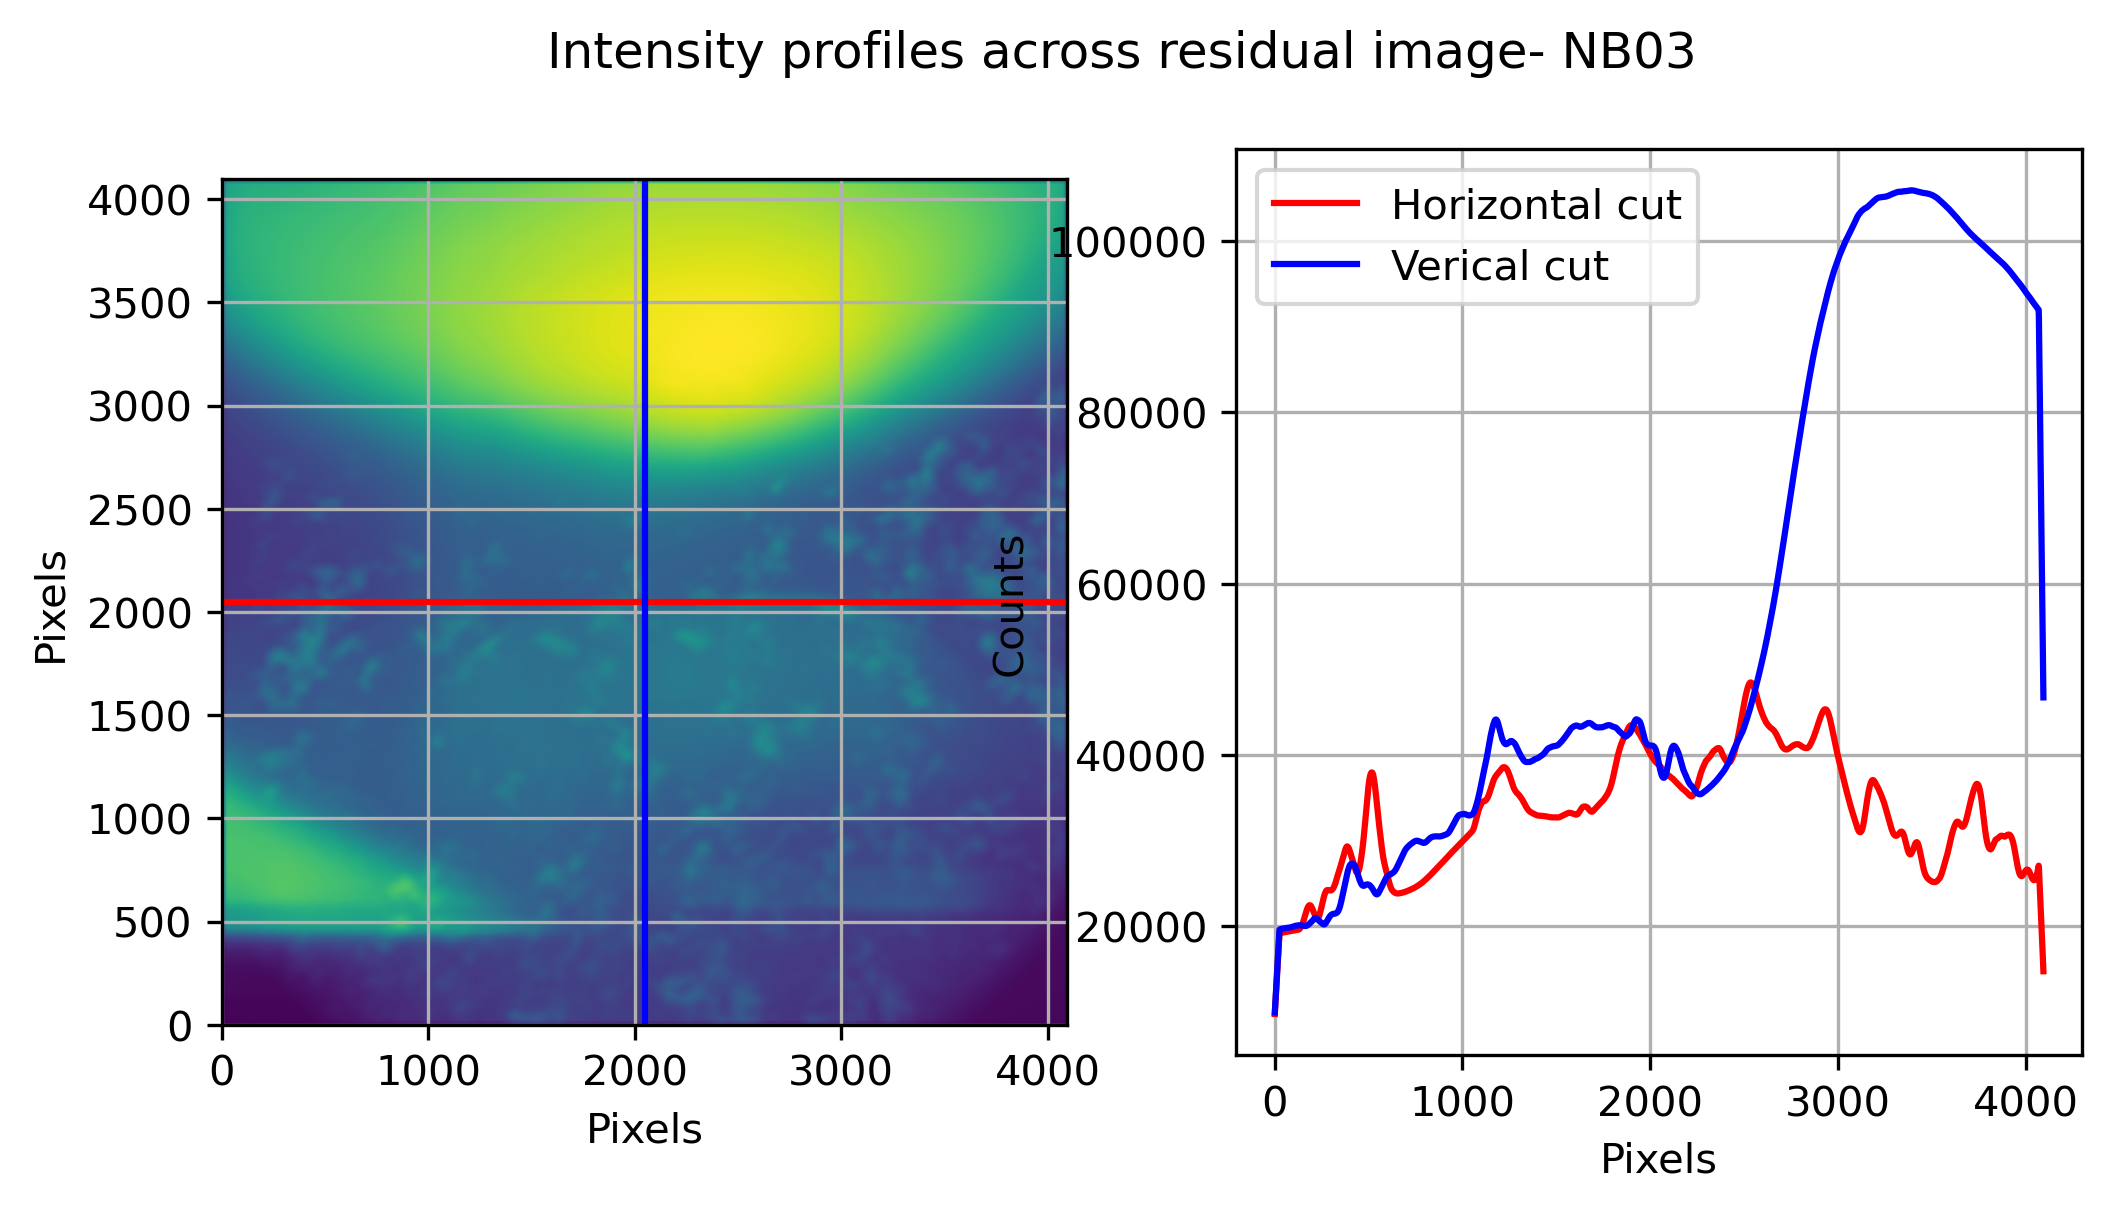 Intensity profiles across residual image- NB03
4000
3500
3000
2500
2000
1500
1000
500
0
Pixels
0 1000 2000 3000 4000
Pixels
100000
80000
60000
40000
20000
Counts
Horizontal cut
Verical cut
0 1000 2000 3000 4000
Pixels